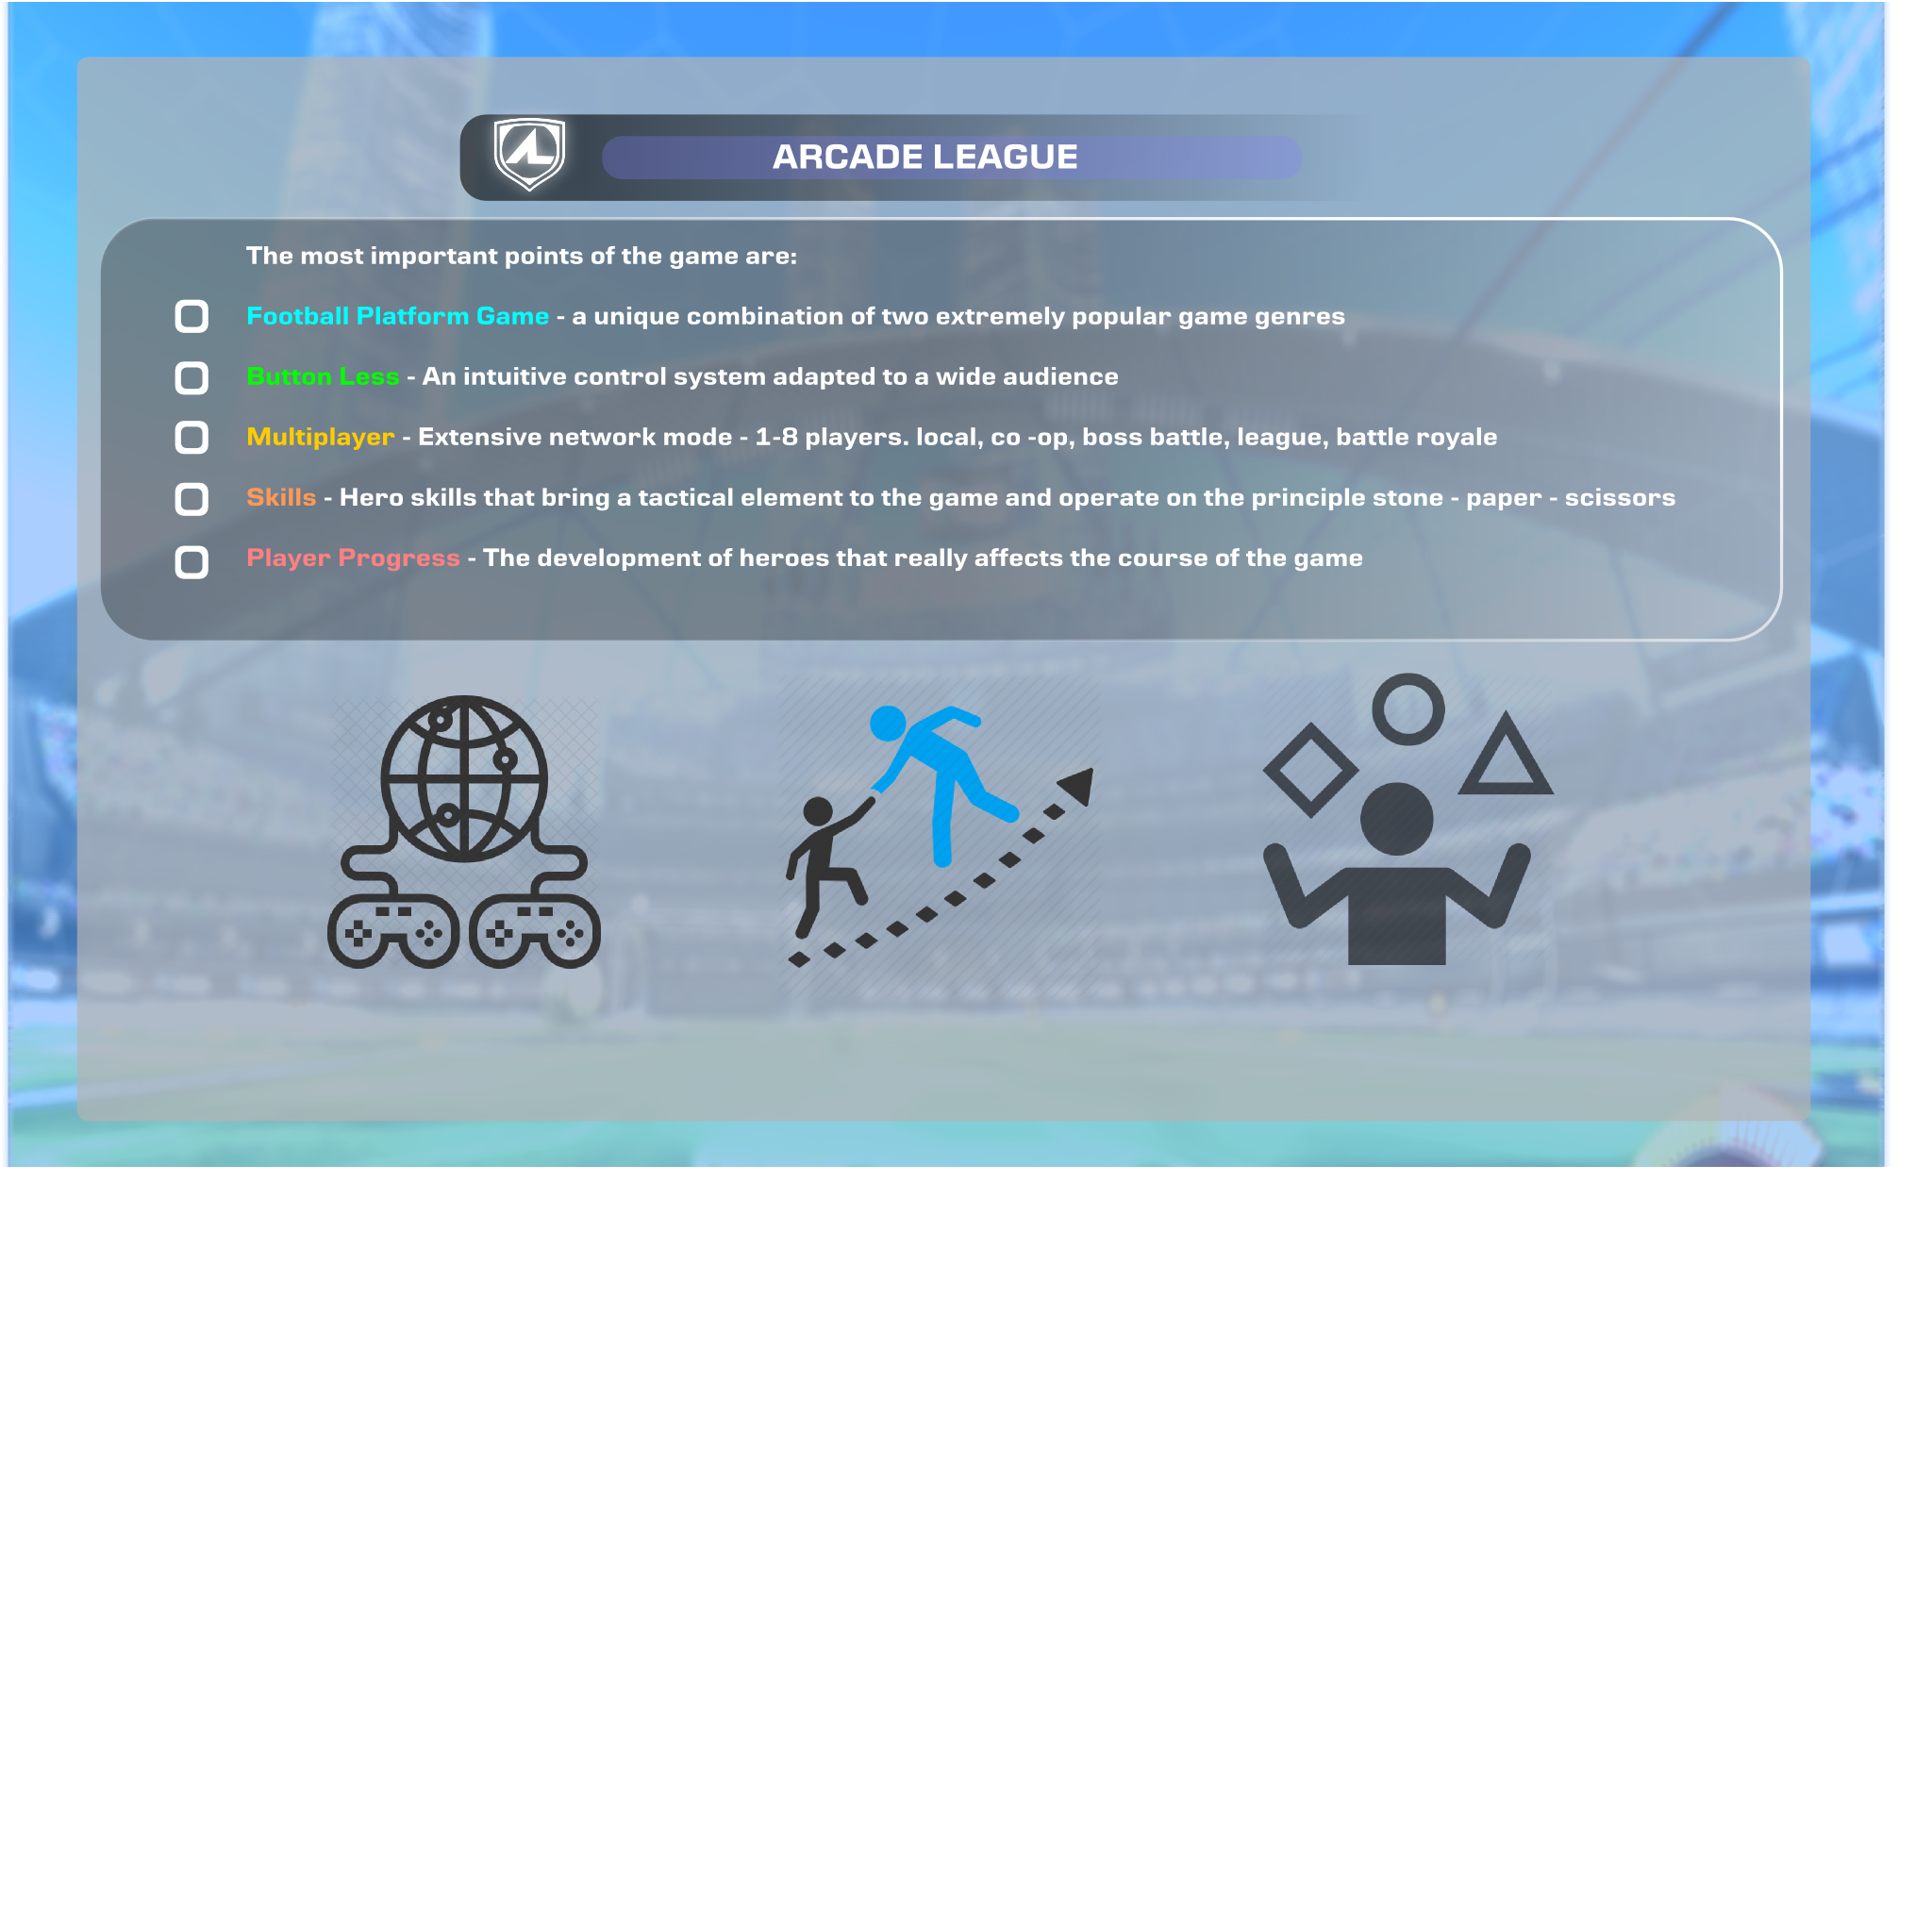 ARCADE LEAGUE
The most important points of the game are:
Football Platform Game - a unique combination of two extremely popular game genres
Button Less - An intuitive control system adapted to a wide audience
Multiplayer - Extensive network mode - 1-8 players. local, co -op, boss battle, league, battle royale
Skills - Hero skills that bring a tactical element to the game and operate on the principle stone - paper - scissors
Player Progress - The development of heroes that really affects the course of the game